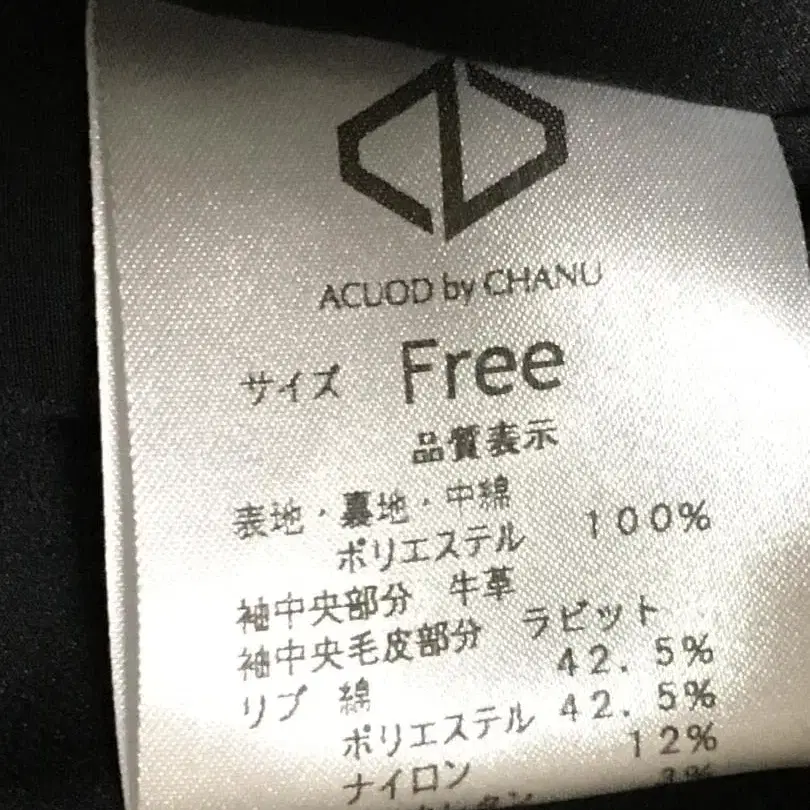 ACUOD by CHANU
サイズ Free
品質表示
表地・裏地・中綿
ポリエステル 100%
袖中央部分 牛革
袖中央毛皮部分 ラビット
リブ 綿 42.5%
ポリエステル 42.5%
ナイロン 12%